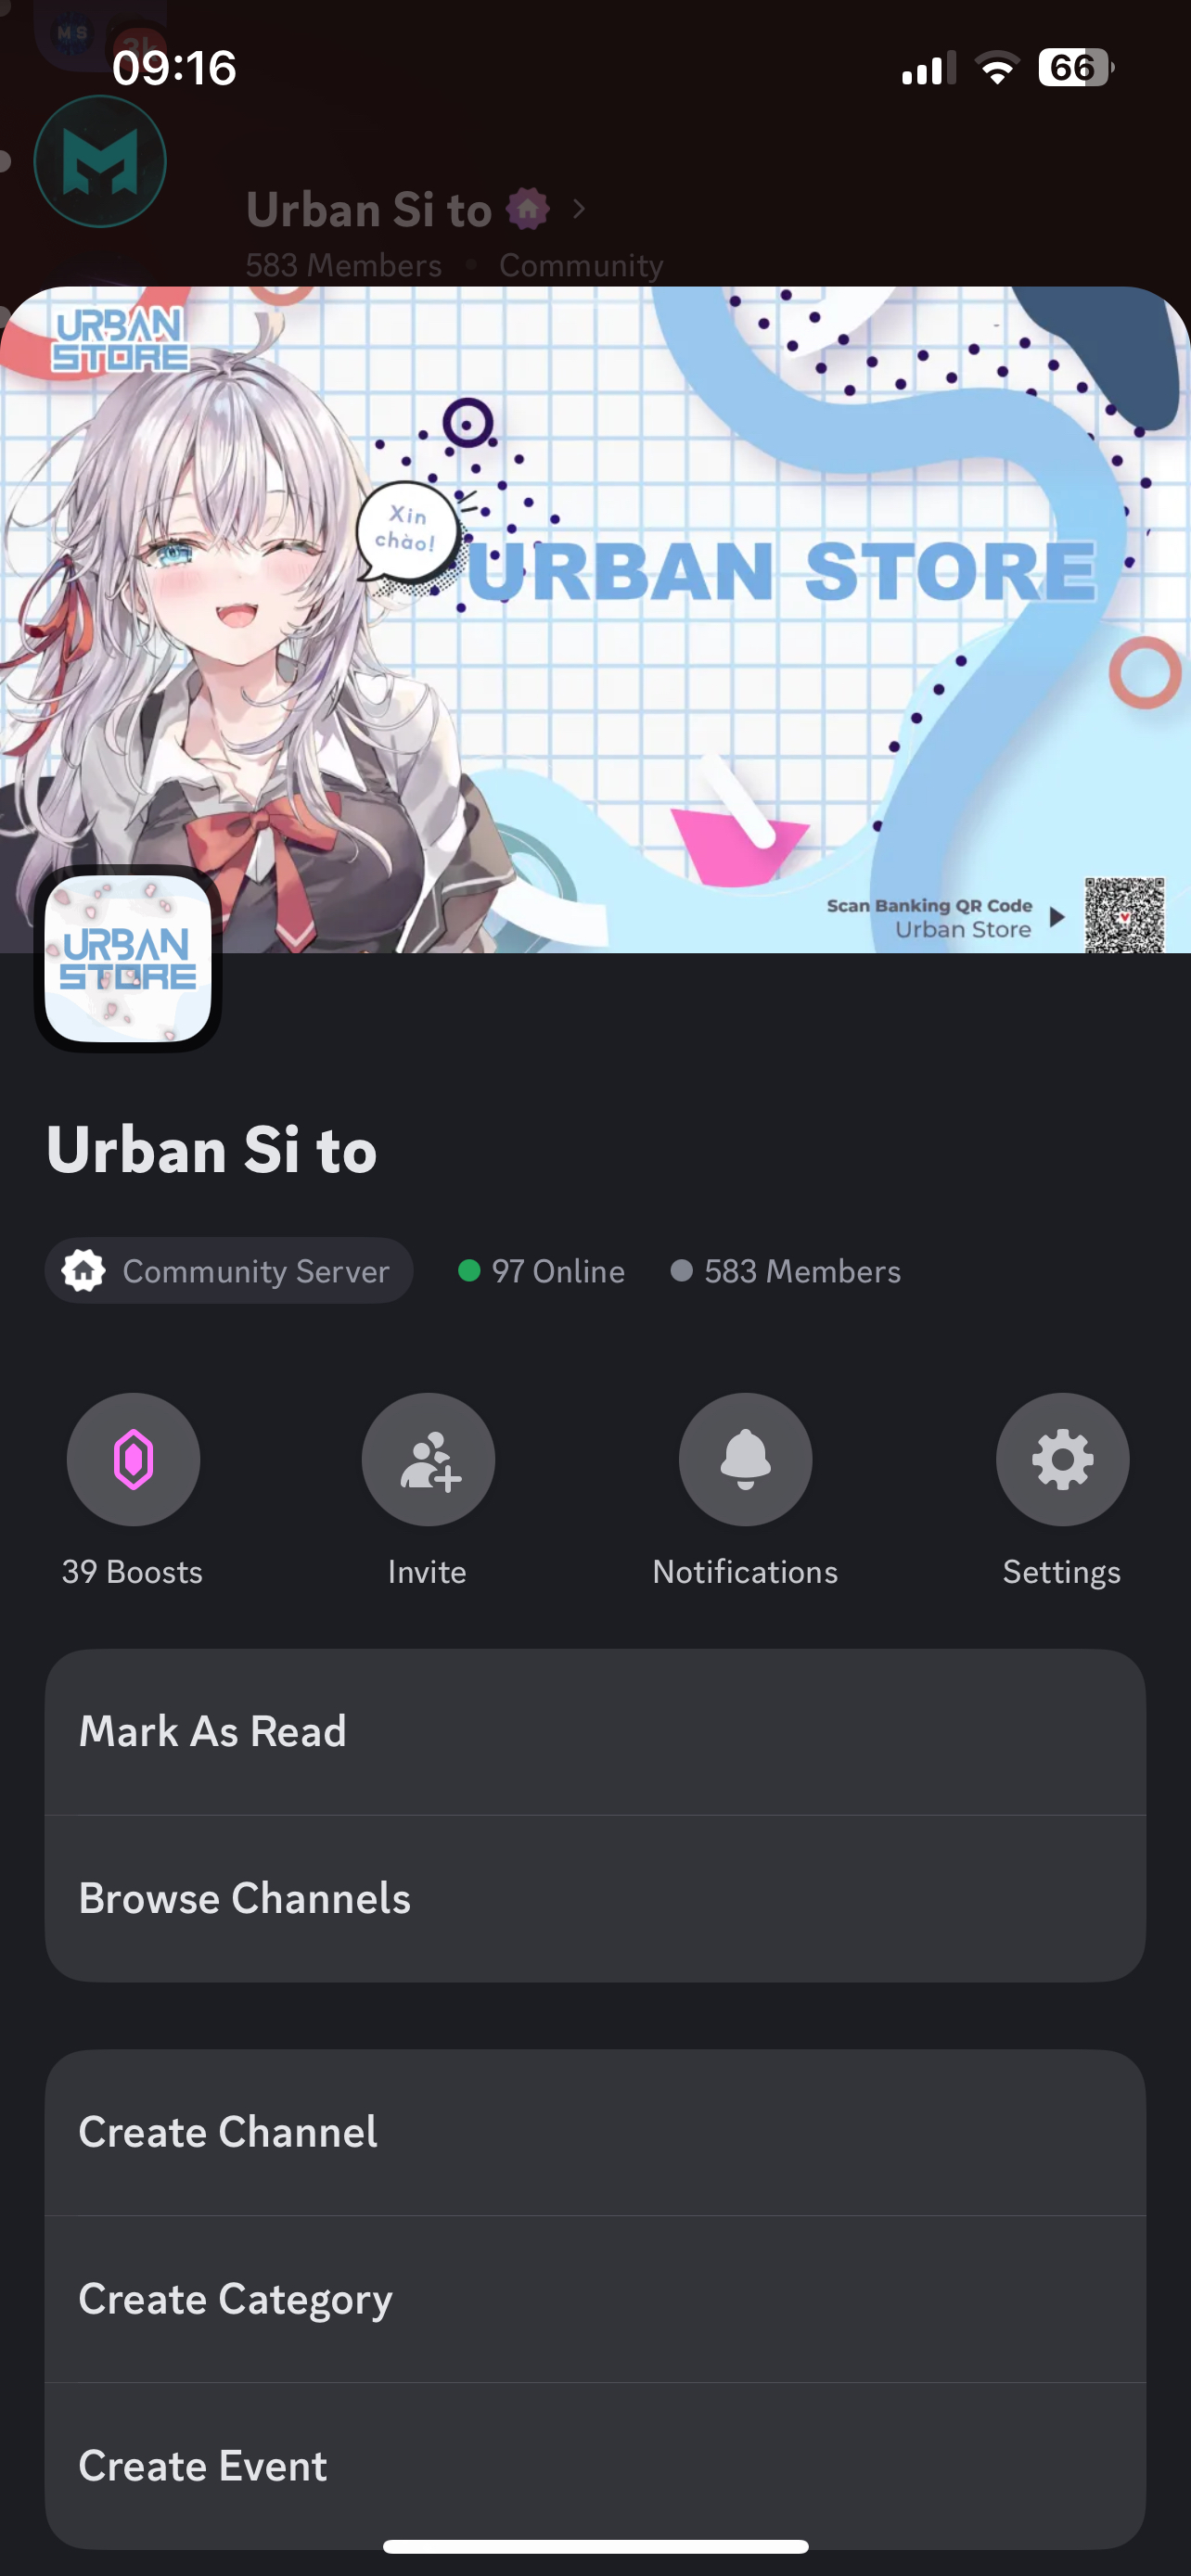 M S
3k
09:16
66
Urban Si to
583 Members • Community
URBAN
STORE
Xin
chào!
URBAN STORE
Scan Banking QR Code
Urban Store
URBAN
STORE
Urban Si to
Community Server
97 Online
583 Members
39 Boosts
Invite
Notifications
Settings
Mark As Read
Browse Channels
Create Channel
Create Category
Create Event